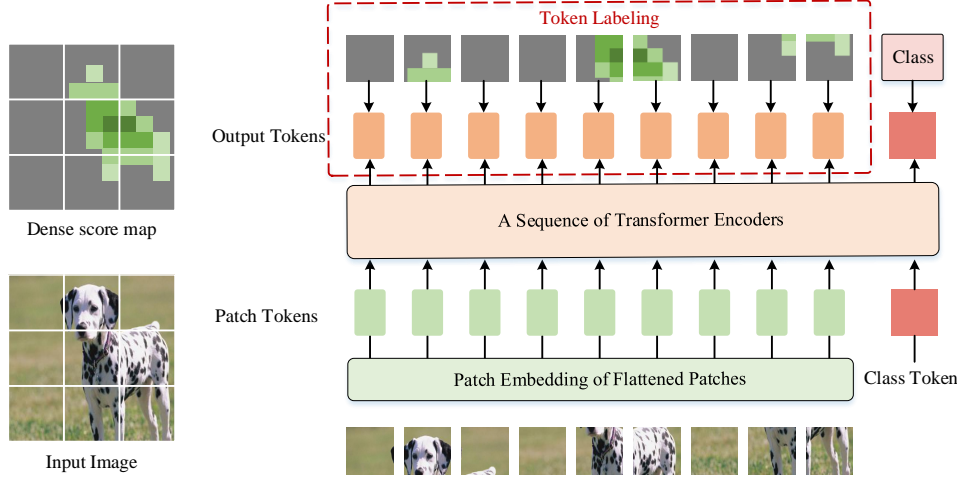 Token Labeling
Class
Output Tokens
Dense score map
A Sequence of Transformer Encoders
Patch Tokens
Patch Embedding of Flattened Patches
Class Token
Input Image